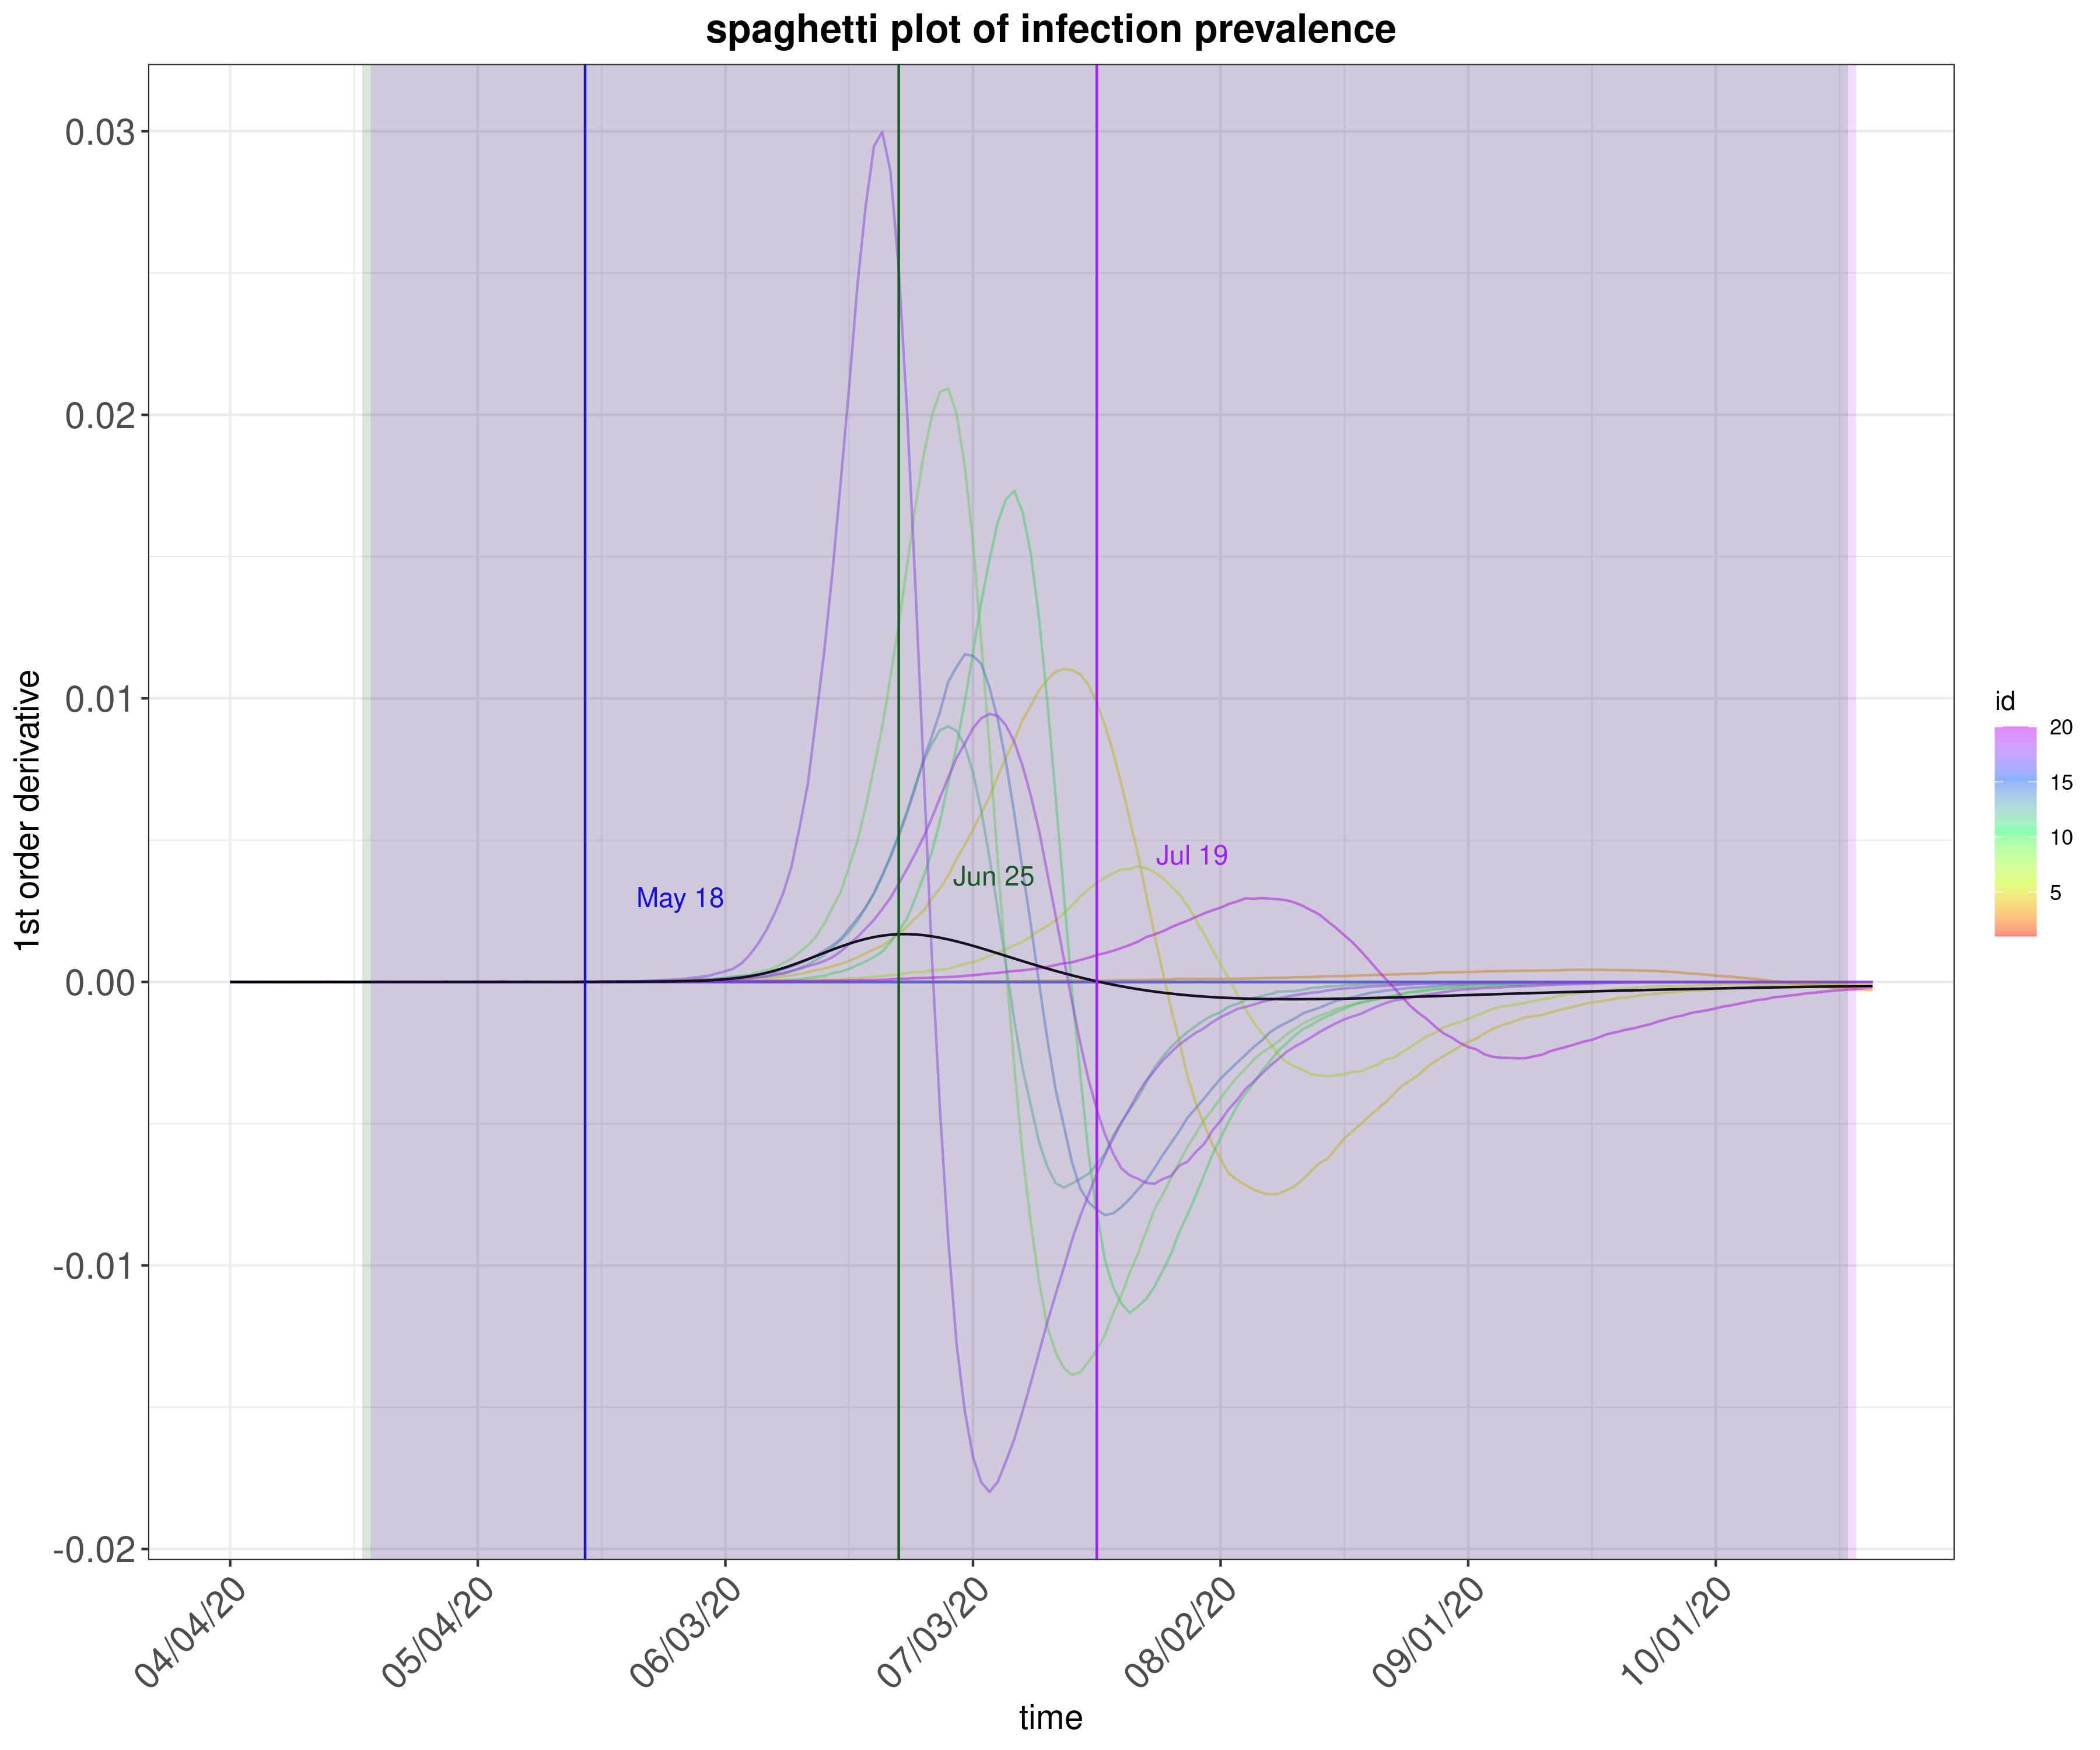 spaghetti plot of infection prevalence
1st order derivative
0.03
0.02
0.01
0.00
-0.01
-0.02
May 18
Jun 25
Jul 19
04/04/20
05/04/20
06/03/20
07/03/20
08/02/20
09/01/20
10/01/20
time
id
20
15
10
5